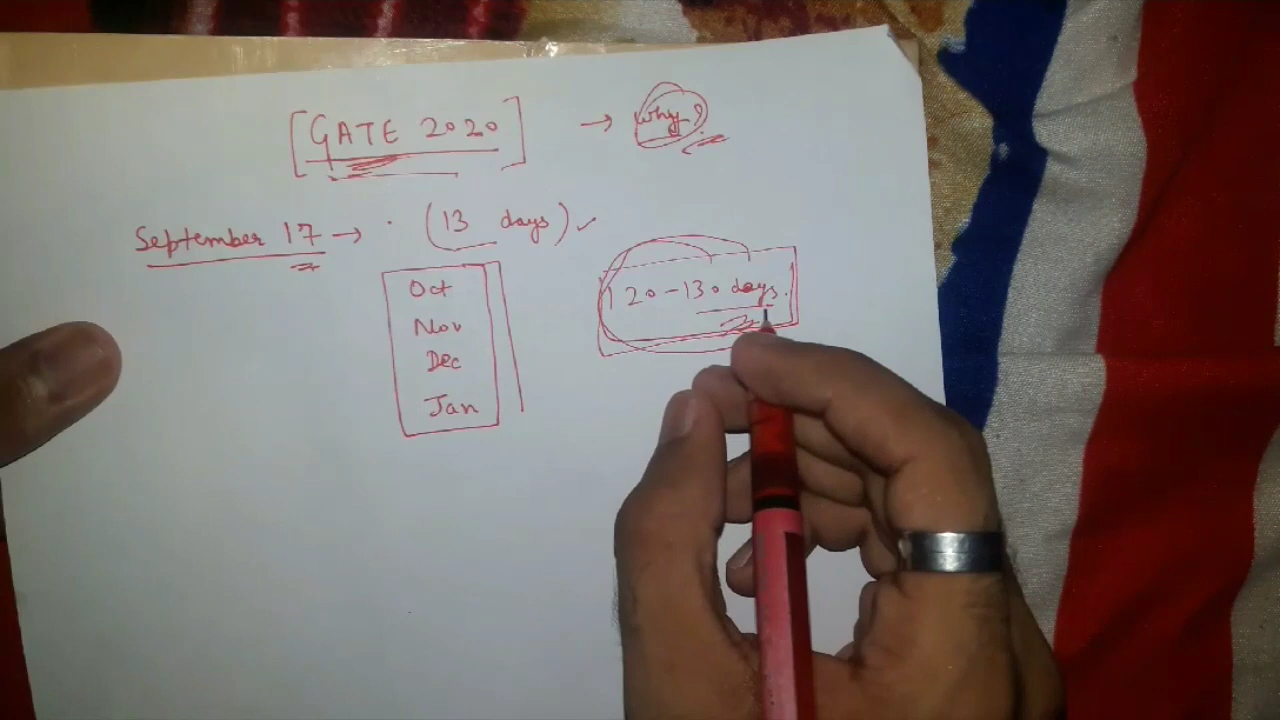 [GATE 2020] → why?
September 17 → (13 days) ✓
Oct
120-130 days.
Nov
Dec
Jan